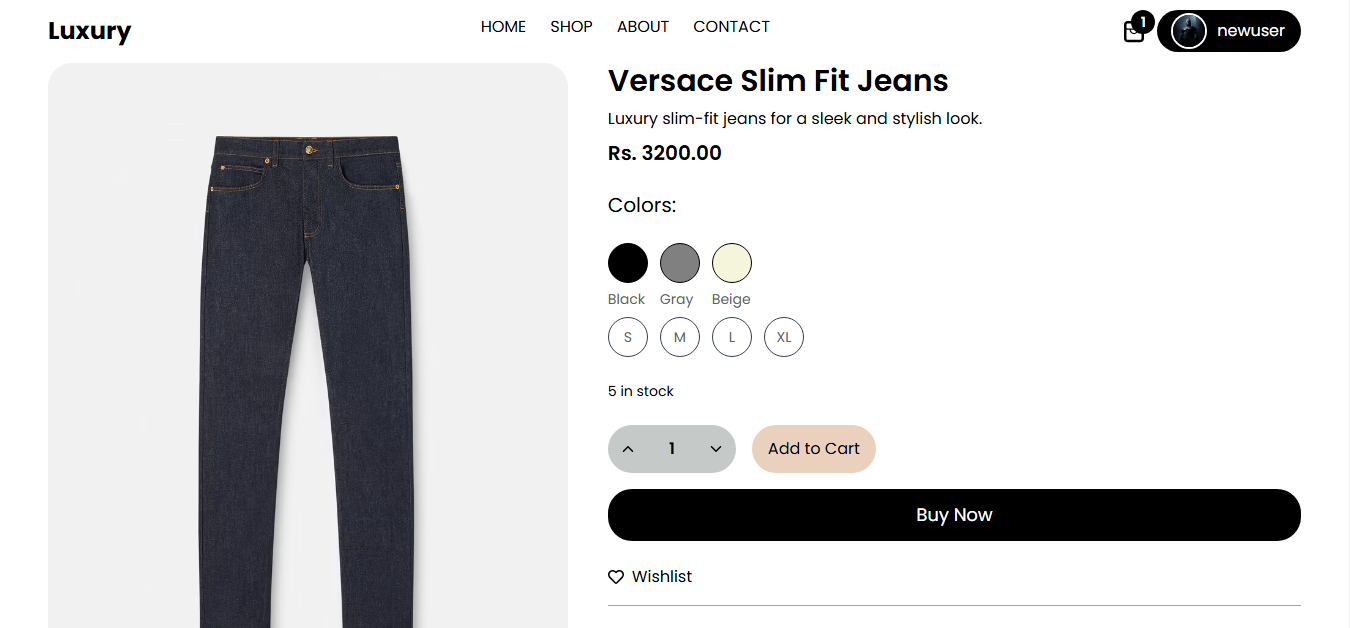 Luxury
HOME SHOP ABOUT CONTACT
1
newuser
Versace Slim Fit Jeans
Luxury slim-fit jeans for a sleek and stylish look.
Rs. 3200.00
Colors:
Black Gray Beige
S M L XL
5 in stock
1
Add to Cart
Buy Now
Wishlist